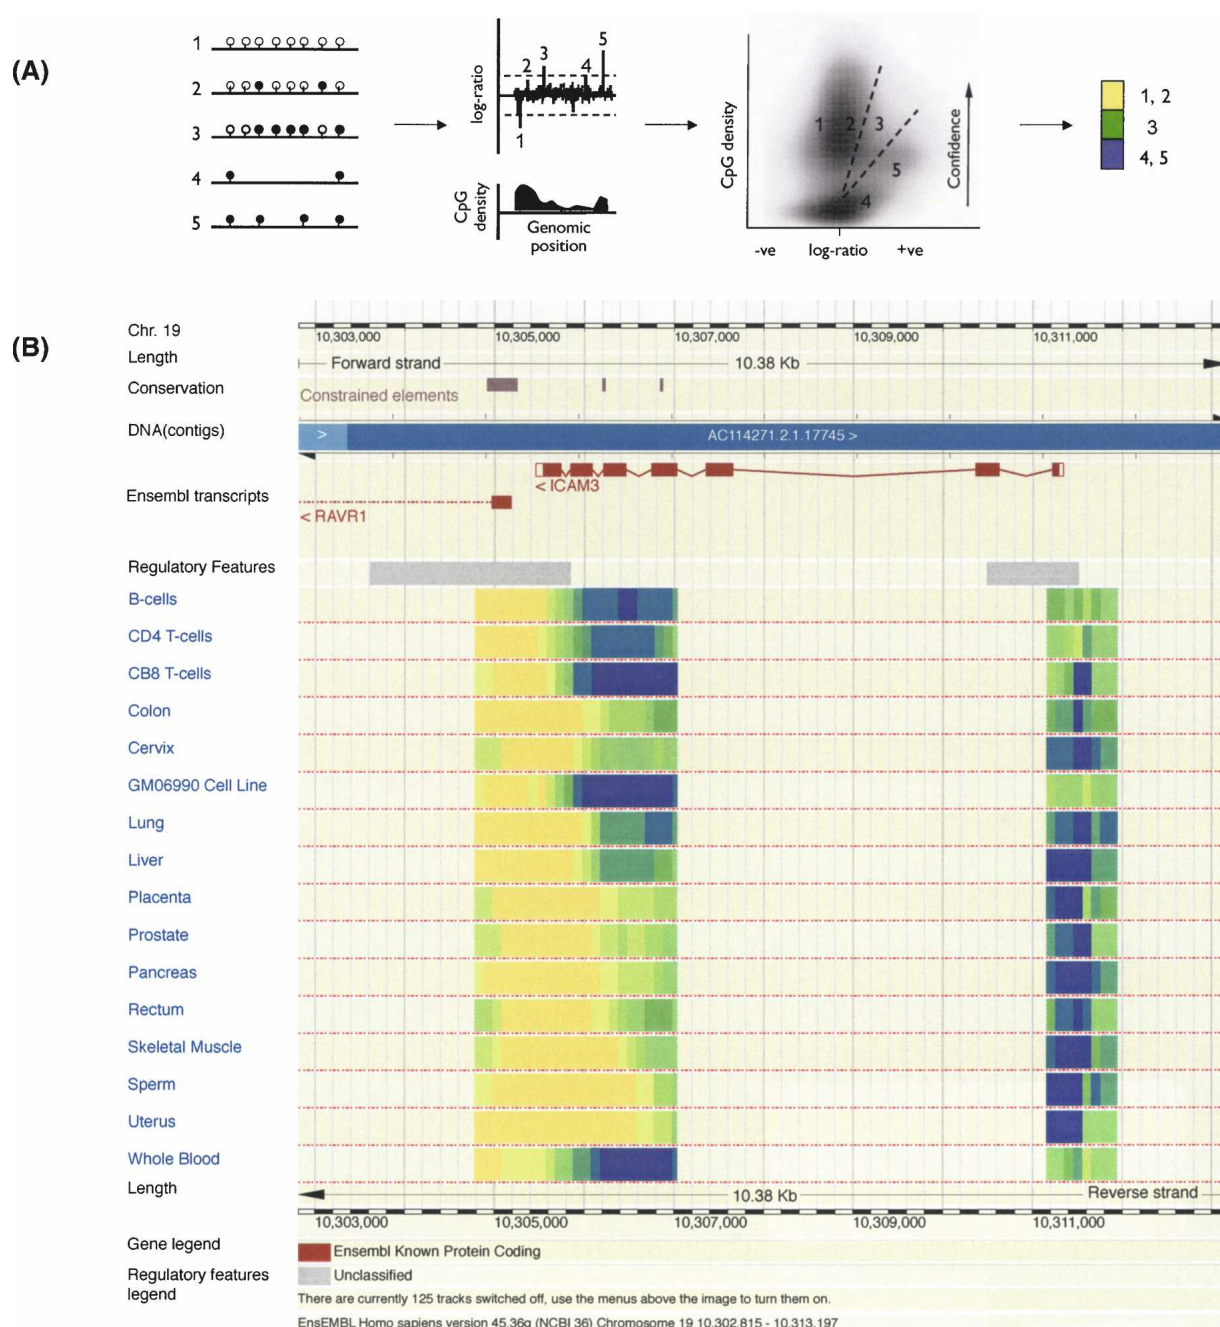 (A)
1
2
3
4
5
log-ratio
1
2
3
4
5
CpG density
Genomic position
CpG density
1
2
3
4
5
-ve log-ratio +ve
Confidence
1, 2
3
4, 5
(B)
Chr. 19
10,303,000 10,305,000 10,307,000 10,309,000 10,311,000
Length
Forward strand 10.38 Kb
Conservation
Constrained elements
DNA(contigs)
> AC114271.2.1.17745 >
Ensembl transcripts
< ICAM3
< RAVR1
Regulatory Features
B-cells
CD4 T-cells
CB8 T-cells
Colon
Cervix
GM06990 Cell Line
Lung
Liver
Placenta
Prostate
Pancreas
Rectum
Skeletal Muscle
Sperm
Uterus
Whole Blood
Length
10.38 Kb Reverse strand
10,303,000 10,305,000 10,307,000 10,309,000 10,311,000
Gene legend
Ensembl Known Protein Coding
Regulatory features legend
Unclassified
There are currently 125 tracks switched off, use the menus above the image to turn them on.
EnsEMBL Homo sapiens version 45.36g (NCBI 36) Chromosome 19 10,302,815 - 10,313,197